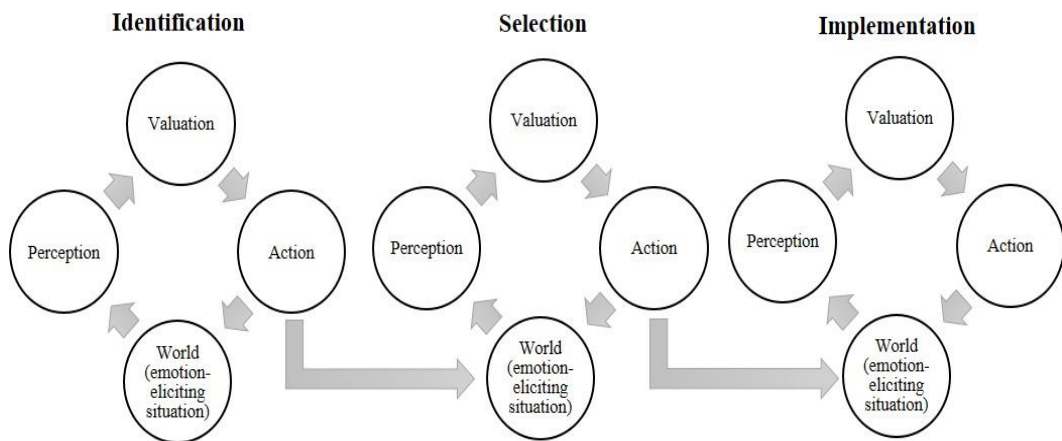 Identification
Selection
Implementation
Valuation
Valuation
Valuation
Perception
Action
Perception
Action
Perception
Action
World
(emotion-
eliciting
situation)
World
(emotion-
eliciting
situation)
World
(emotion-
eliciting
situation)